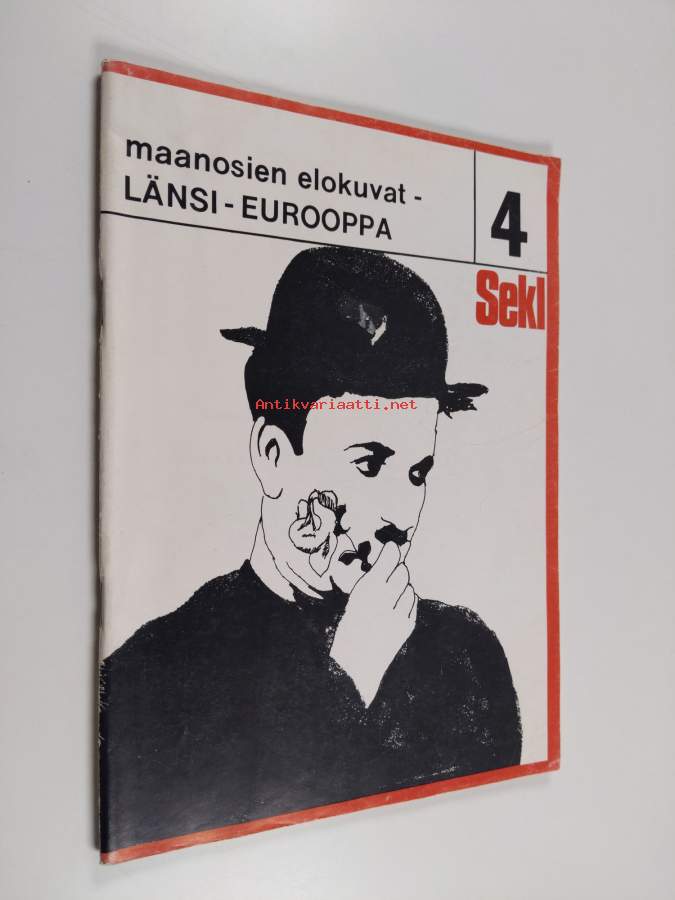 maanosien elokuvat -
LÄNSI - EUROOPPA
4
Sekl
Antikvariaatti.net